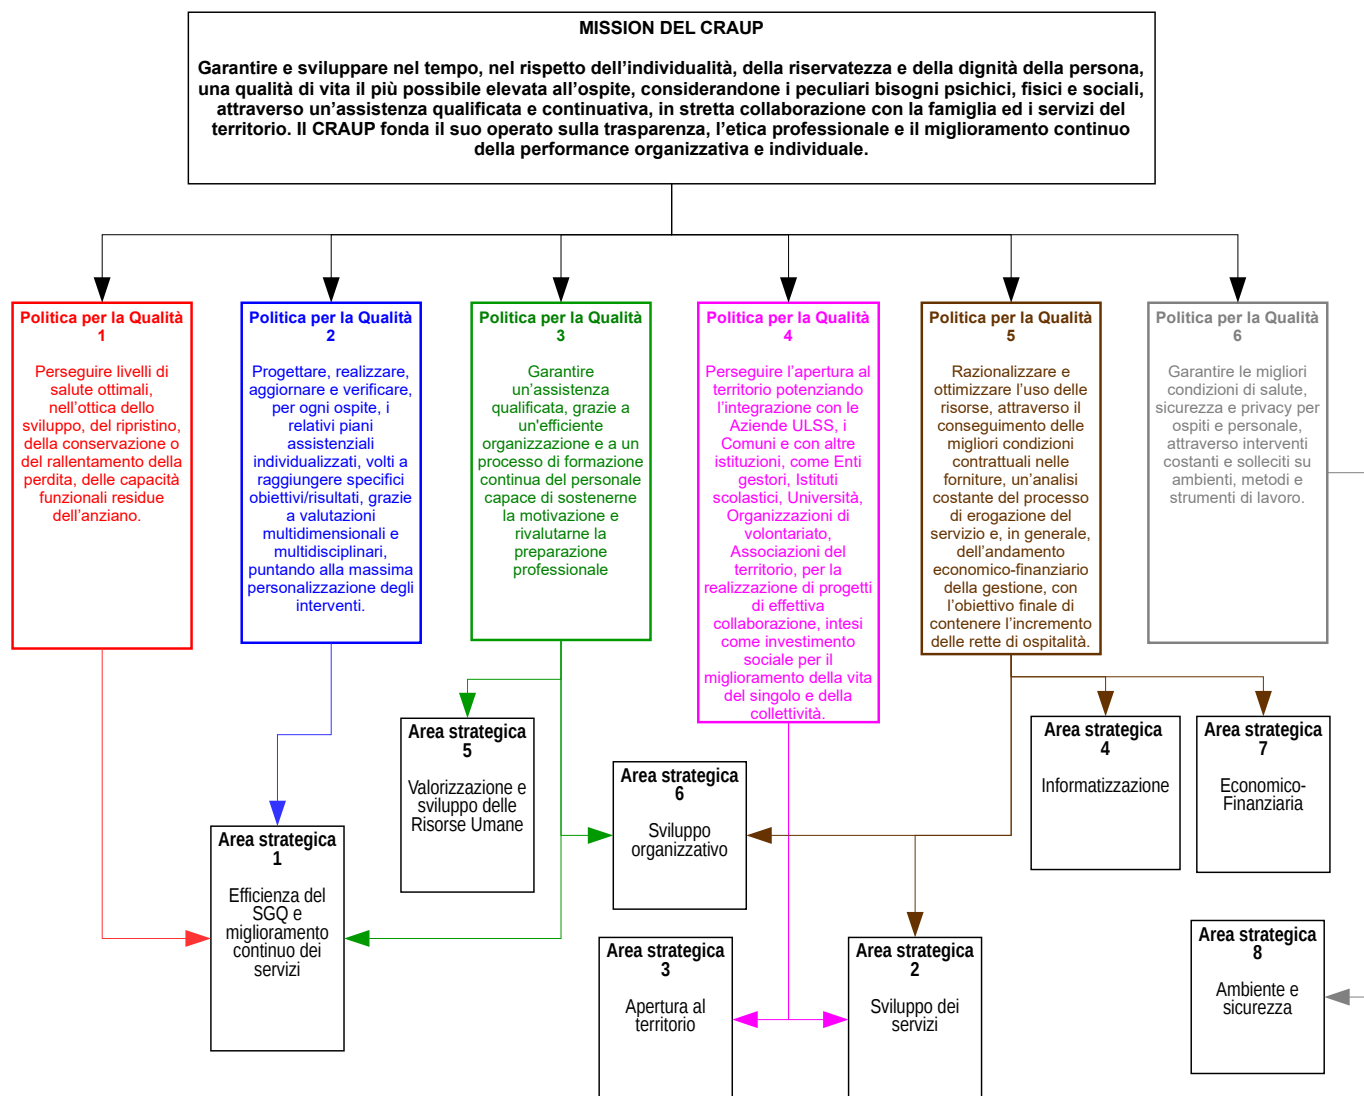 MISSION DEL CRAUP
Garantire e sviluppare nel tempo, nel rispetto dell’individualità, della riservatezza e della dignità della persona,
una qualità di vita il più possibile elevata all’ospite, considerandone i peculiari bisogni psichici, fisici e sociali,
attraverso un’assistenza qualificata e continuativa, in stretta collaborazione con la famiglia ed i servizi del
territorio. Il CRAUP fonda il suo operato sulla trasparenza, l’etica professionale e il miglioramento continuo
della performance organizzativa e individuale.
Politica per la Qualità
1
Perseguire livelli di
salute ottimali,
nell’ottica dello
sviluppo, del ripristino,
della conservazione o
del rallentamento della
perdita, delle capacità
funzionali residue
dell’anziano.
Politica per la Qualità
2
Progettare, realizzare,
aggiornare e verificare,
per ogni ospite, i
relativi piani
assistenziali
individualizzati, volti a
raggiungere specifici
obiettivi/risultati, grazie
a valutazioni
multidimensionali e
multidisciplinari,
puntando alla massima
personalizzazione degli
interventi.
Politica per la Qualità
3
Garantire
un’assistenza
qualificata, grazie a
un'efficiente
organizzazione e a un
processo di formazione
continua del personale
capace di sostenerne
la motivazione e
rivalutarne la
preparazione
professionale
Politica per la Qualità
4
Perseguire l’apertura al
territorio potenziando
l’integrazione con le
Aziende ULSS, i
Comuni e con altre
istituzioni, come Enti
gestori, Istituti
scolastici, Università,
Organizzazioni di
volontariato,
Associazioni del
territorio, per la
realizzazione di progetti
di effettiva
collaborazione, intesi
come investimento
sociale per il
miglioramento della vita
del singolo e della
collettività.
Politica per la Qualità
5
Razionalizzare e
ottimizzare l’uso delle
risorse, attraverso il
conseguimento delle
migliori condizioni
contrattuali nelle
forniture, un’analisi
costante del processo
di erogazione del
servizio e, in generale,
dell’andamento
economico-finanziario
della gestione, con
l’obiettivo finale di
contenere l’incremento
delle rette di ospitalità.
Politica per la Qualità
6
Garantire le migliori
condizioni di salute,
sicurezza e privacy per
ospiti e personale,
attraverso interventi
costanti e solleciti su
ambienti, metodi e
strumenti di lavoro.
Area strategica
5
Valorizzazione e
sviluppo delle
Risorse Umane
Area strategica
6
Sviluppo
organizzativo
Area strategica
4
Informatizzazione
Area strategica
7
Economico-
Finanziaria
Area strategica
1
Efficienza del
SGQ e
miglioramento
continuo dei
servizi
Area strategica
3
Apertura al
territorio
Area strategica
2
Sviluppo dei
servizi
Area strategica
8
Ambiente e
sicurezza